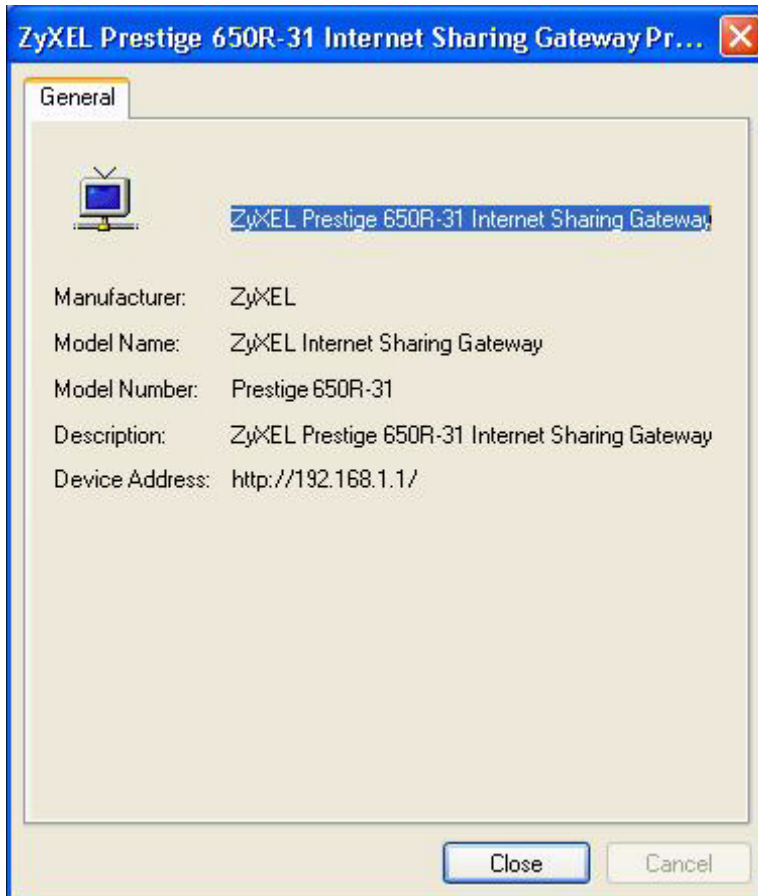 ZyXEL Prestige 650R-31 Internet Sharing Gateway Pr...
General
ZyXEL Prestige 650R-31 Internet Sharing Gateway
Manufacturer: ZyXEL
Model Name: ZyXEL Internet Sharing Gateway
Model Number: Prestige 650R-31
Description: ZyXEL Prestige 650R-31 Internet Sharing Gateway
Device Address: http://192.168.1.1/
Close Cancel